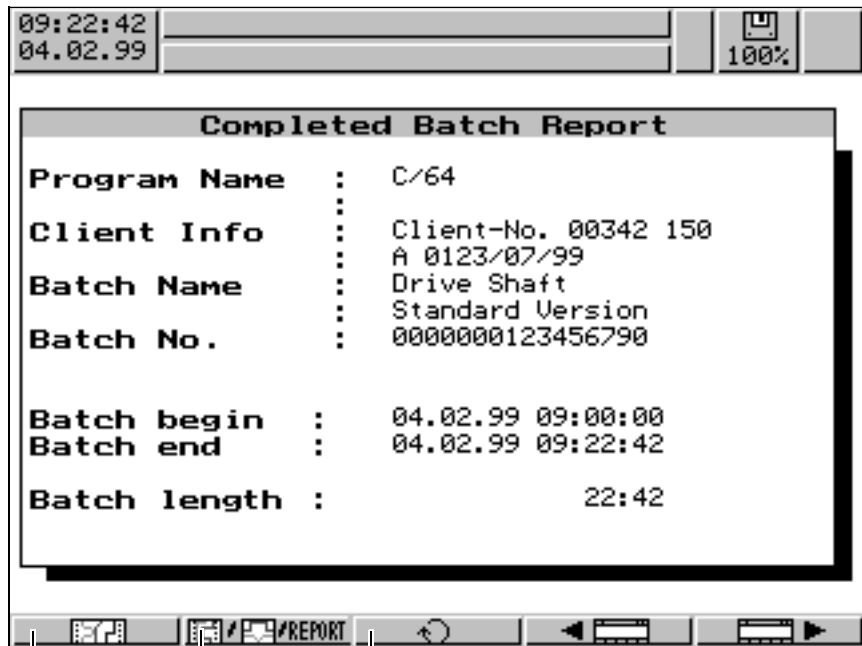 09:22:42
04.02.99
100%
Completed Batch Report
Program Name : C/64
:
Client Info : Client-No. 00342 150
: A 0123/07/99
Batch Name : Drive Shaft
: Standard Version
Batch No. : 0000000123456790
Batch begin : 04.02.99 09:00:00
Batch end : 04.02.99 09:22:42
Batch length : 22:42
/ /REPORT